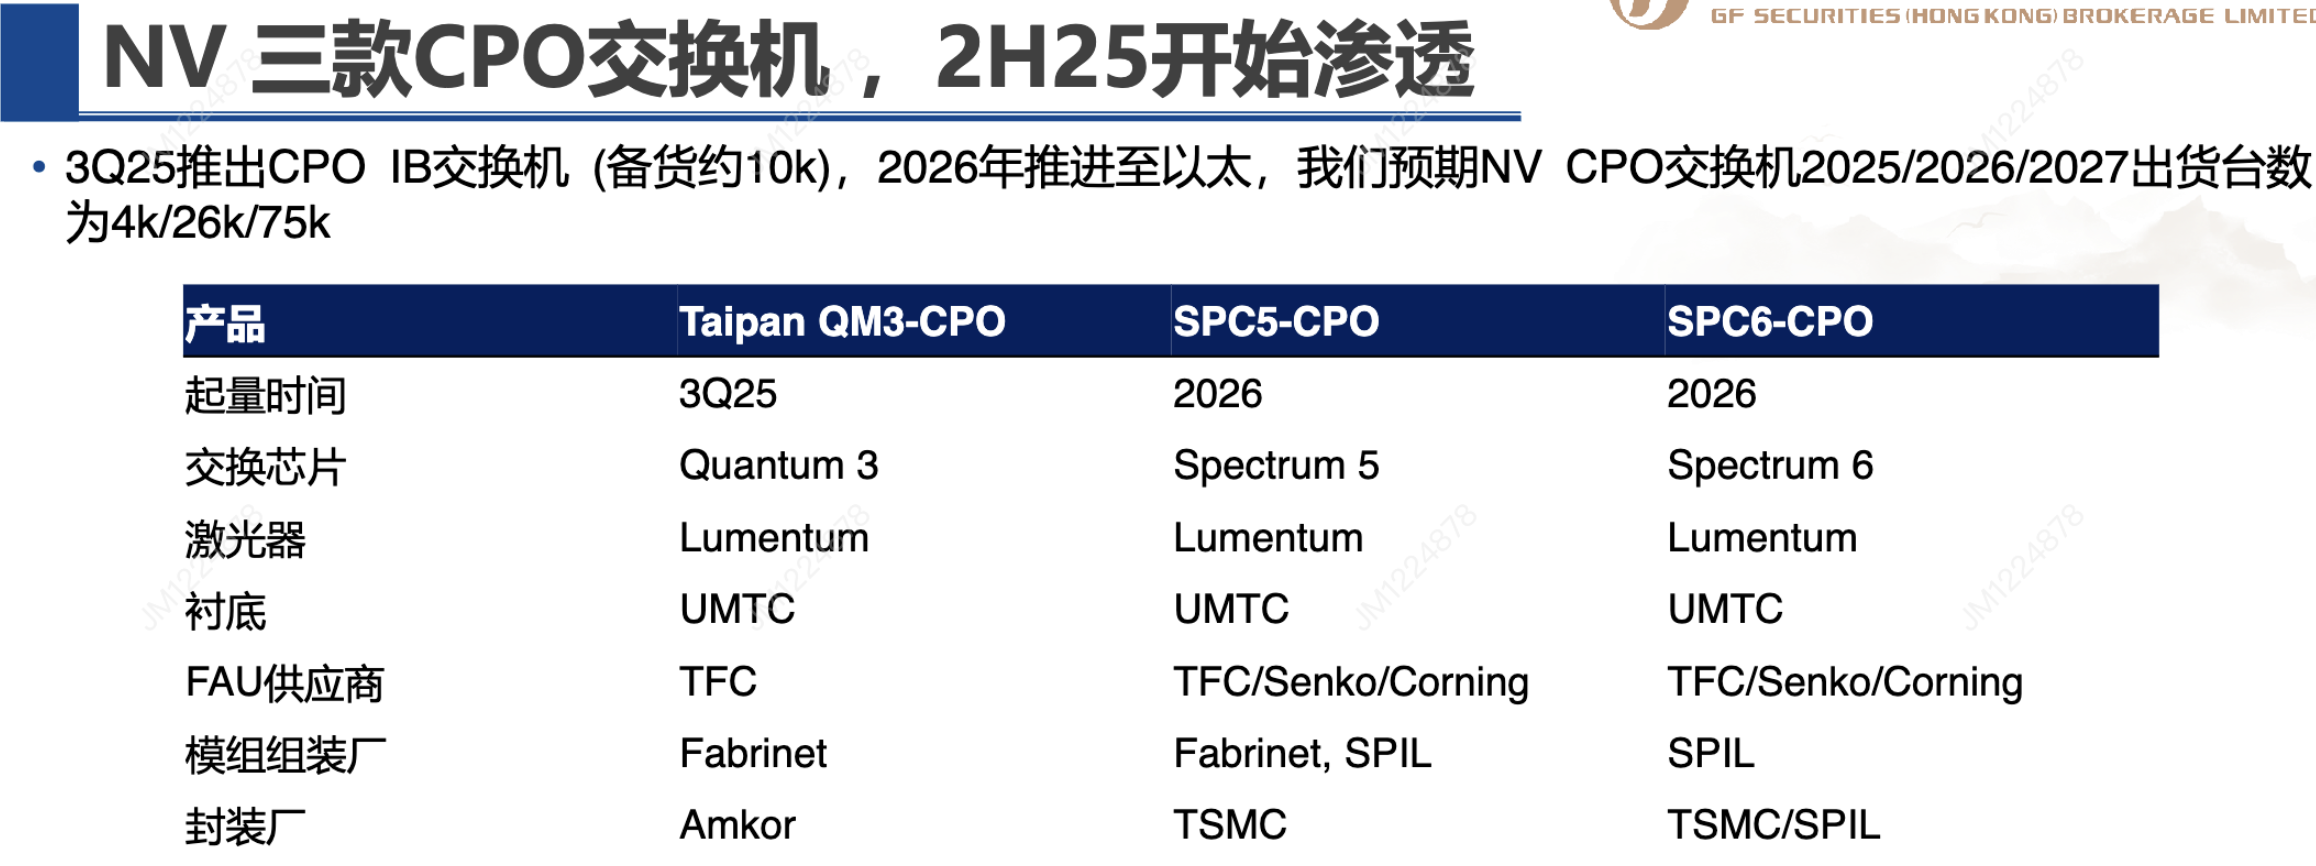 GF SECURITIES (HONG KONG) BROKERAGE LIMITED
NV 三款CPO交换机，2H25开始渗透
• 3Q25推出CPO IB交换机 (备货约10k)，2026年推进至以太，我们预期NV CPO交换机2025/2026/2027出货台数
为4k/26k/75k
产品 Taipan QM3-CPO SPC5-CPO SPC6-CPO
起量时间 3Q25 2026 2026
交换芯片 Quantum 3 Spectrum 5 Spectrum 6
激光器 Lumentum Lumentum Lumentum
衬底 UMTC UMTC UMTC
FAU供应商 TFC TFC/Senko/Corning TFC/Senko/Corning
模组组装厂 Fabrinet Fabrinet, SPIL SPIL
封装厂 Amkor TSMC TSMC/SPIL
JM1224878
JM1224878
JM1224878
JM1224878
JM1224878
JM1224878
JM1224878
JM1224878